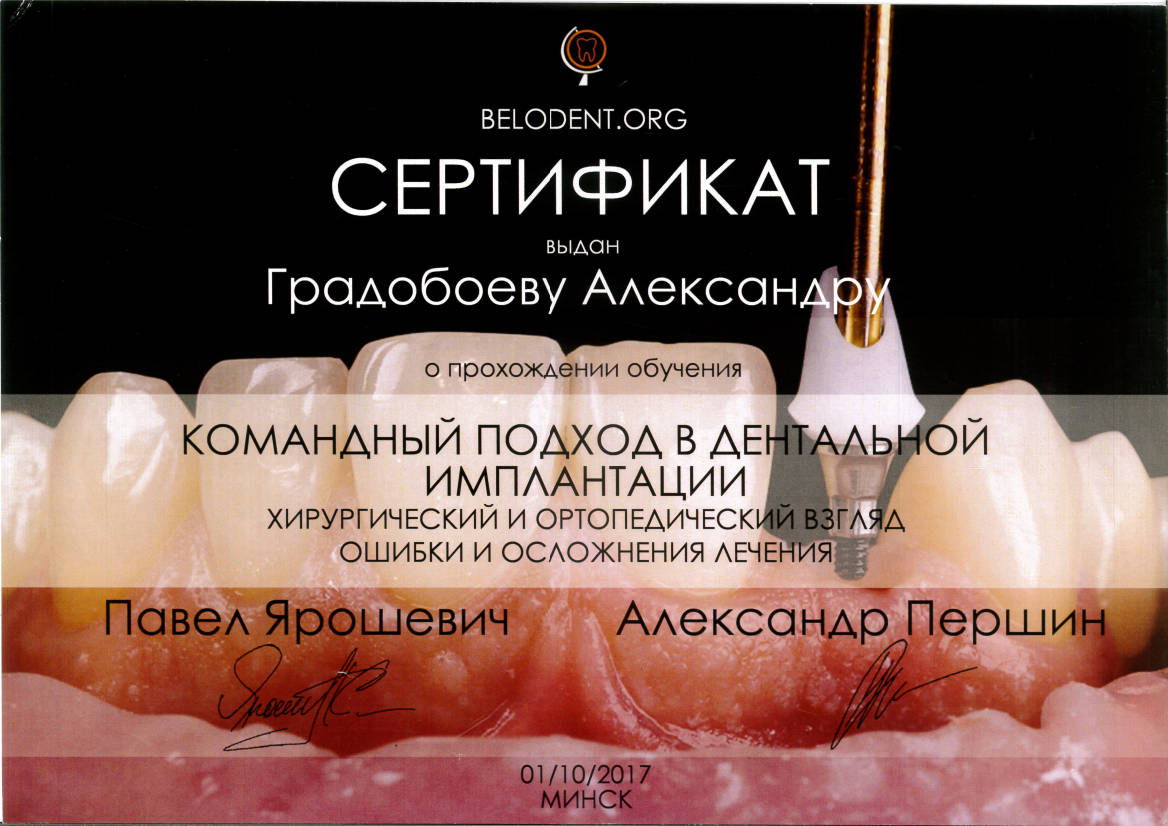 BELODENT.ORG
СЕРТИФИКАТ
выдан
Градобоеву Александру
о прохождении обучения
КОМАНДНЫЙ ПОДХОД В ДЕНТАЛЬНОЙ
ИМПЛАНТАЦИИ
ХИРУРГИЧЕСКИЙ И ОРТОПЕДИЧЕСКИЙ ВЗГЛЯД
ОШИБКИ И ОСЛОЖНЕНИЯ ЛЕЧЕНИЯ
Павел Ярошевич Александр Першин
01/10/2017
МИНСК